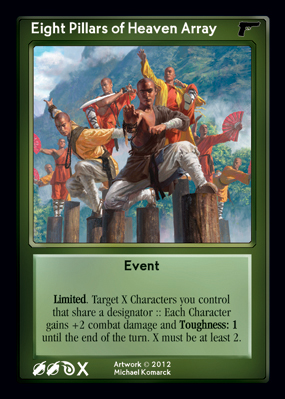 Eight Pillars of Heaven Array
Event
Limited. Target X Characters you control
that share a designator :: Each Character
gains +2 combat damage and Toughness: 1
until the end of the turn. X must be at least 2.
X
Artwork © 2012
Michael Komarck